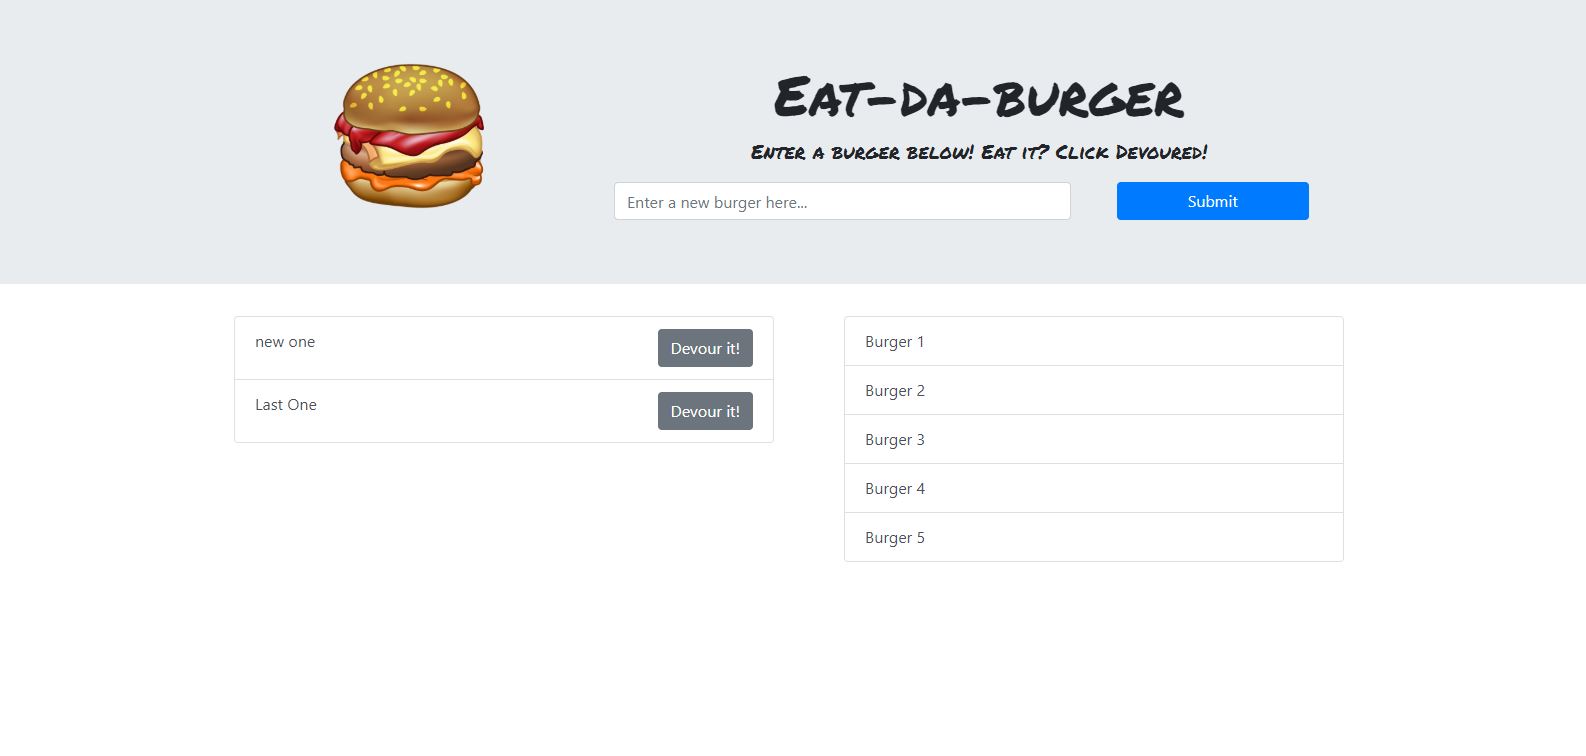 Eat-da-burger
Enter a burger below! Eat it? Click Devoured!
Enter a new burger here...
Submit
new one
Devour it!
Last One
Devour it!
Burger 1
Burger 2
Burger 3
Burger 4
Burger 5